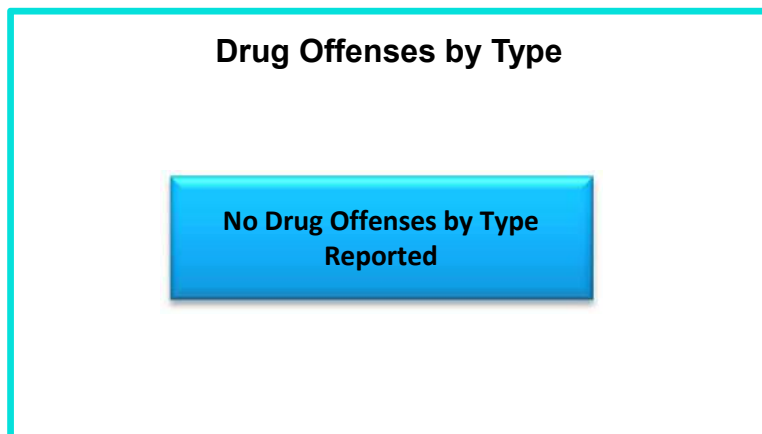 Drug Offenses by Type
No Drug Offenses by Type
Reported